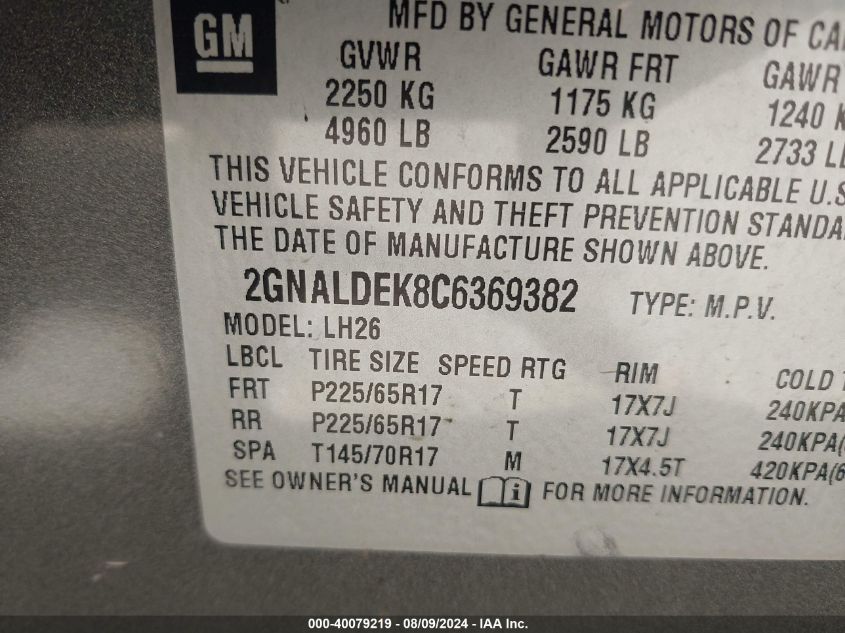 GM
MFD BY GENERAL MOTORS OF CA
GVWR GAWR FRT GAWR
2250 KG 1175 KG 1240 K
4960 LB 2590 LB 2733 LB
THIS VEHICLE CONFORMS TO ALL APPLICABLE U.S
VEHICLE SAFETY AND THEFT PREVENTION STANDA
THE DATE OF MANUFACTURE SHOWN ABOVE.
2GNALDEK8C6369382 TYPE: M.P.V.
MODEL: LH26
LBCL TIRE SIZE SPEED RTG RIM COLD T
FRT P225/65R17 T 17X7J 240KPA
RR P225/65R17 T 17X7J 240KPA(
SPA T145/70R17 M 17X4.5T 420KPA(6
SEE OWNER'S MANUAL i FOR MORE INFORMATION.
000-40079219 - 08/09/2024 - IAA Inc.